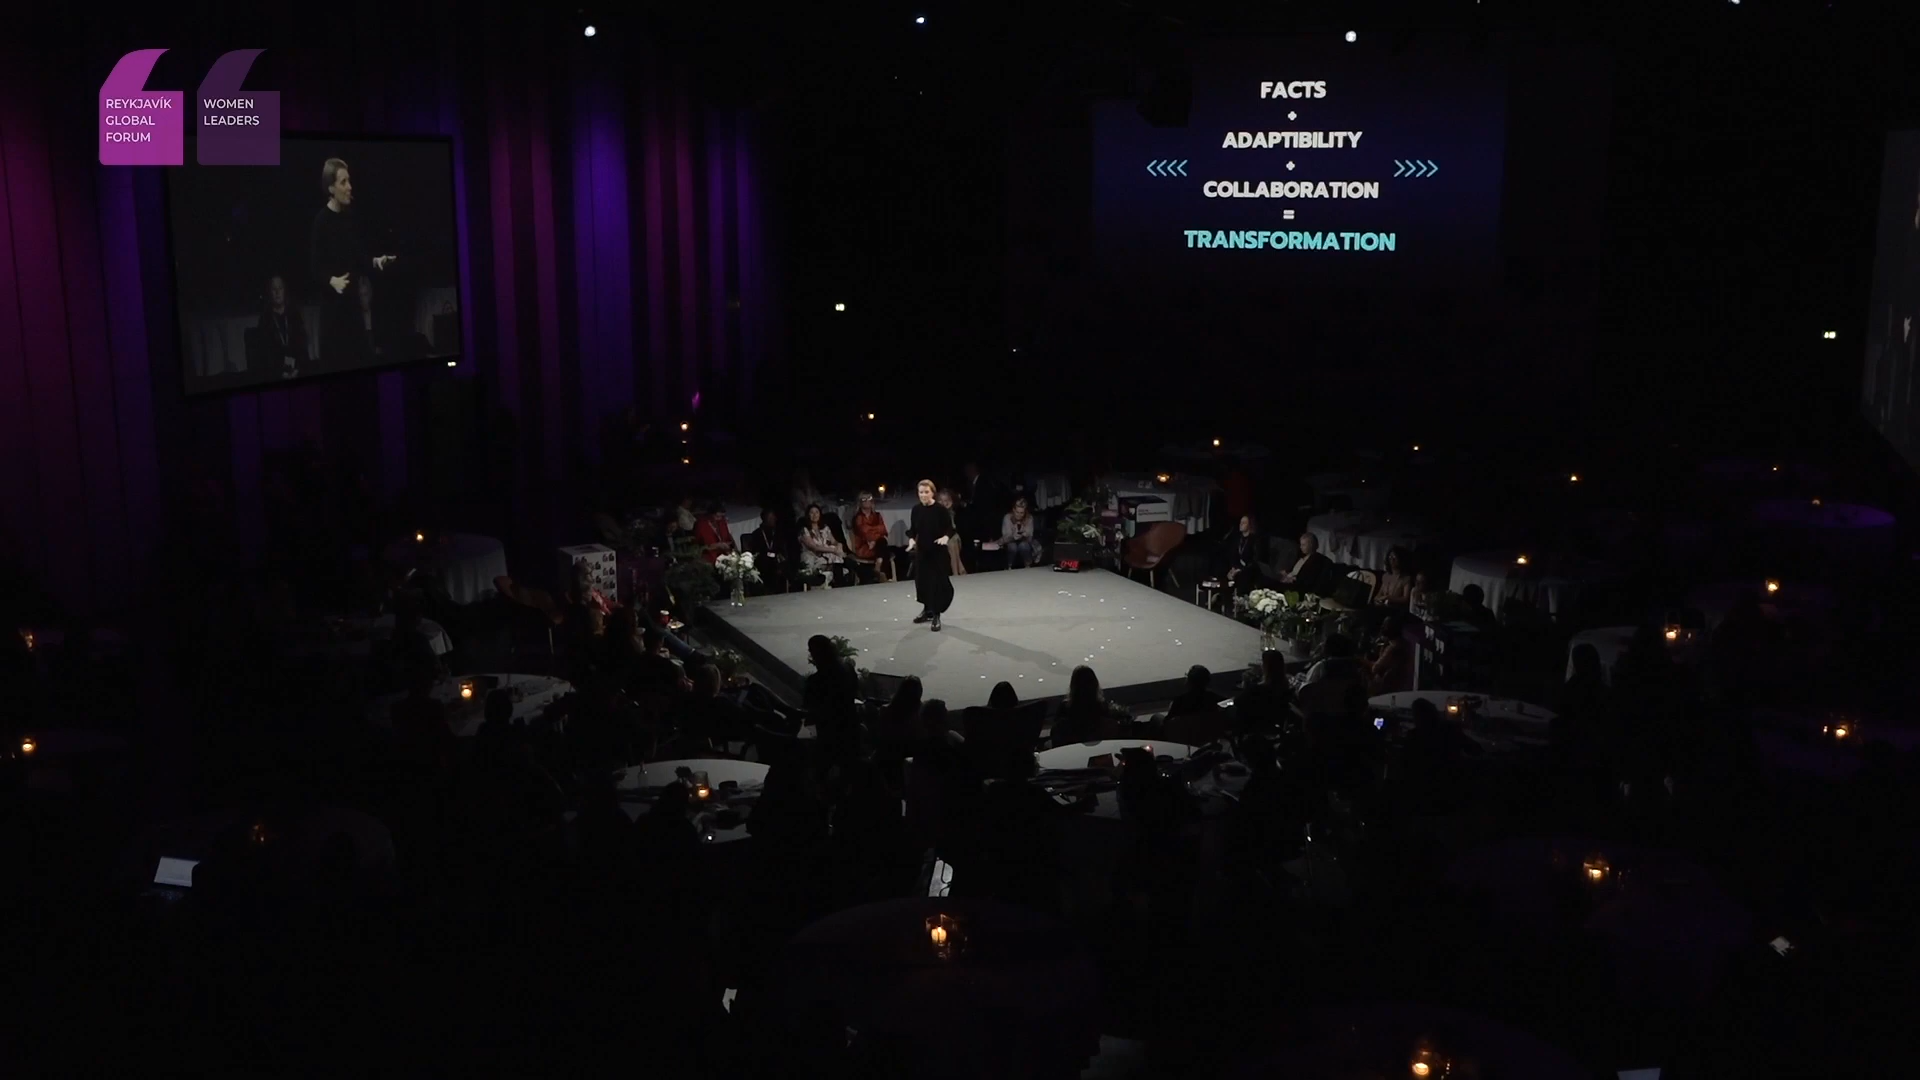 REYKJAVÍK
GLOBAL
FORUM
WOMEN
LEADERS
FACTS
+
ADAPTIBILITY
+
<<<< >>>>
COLLABORATION
=
TRANSFORMATION